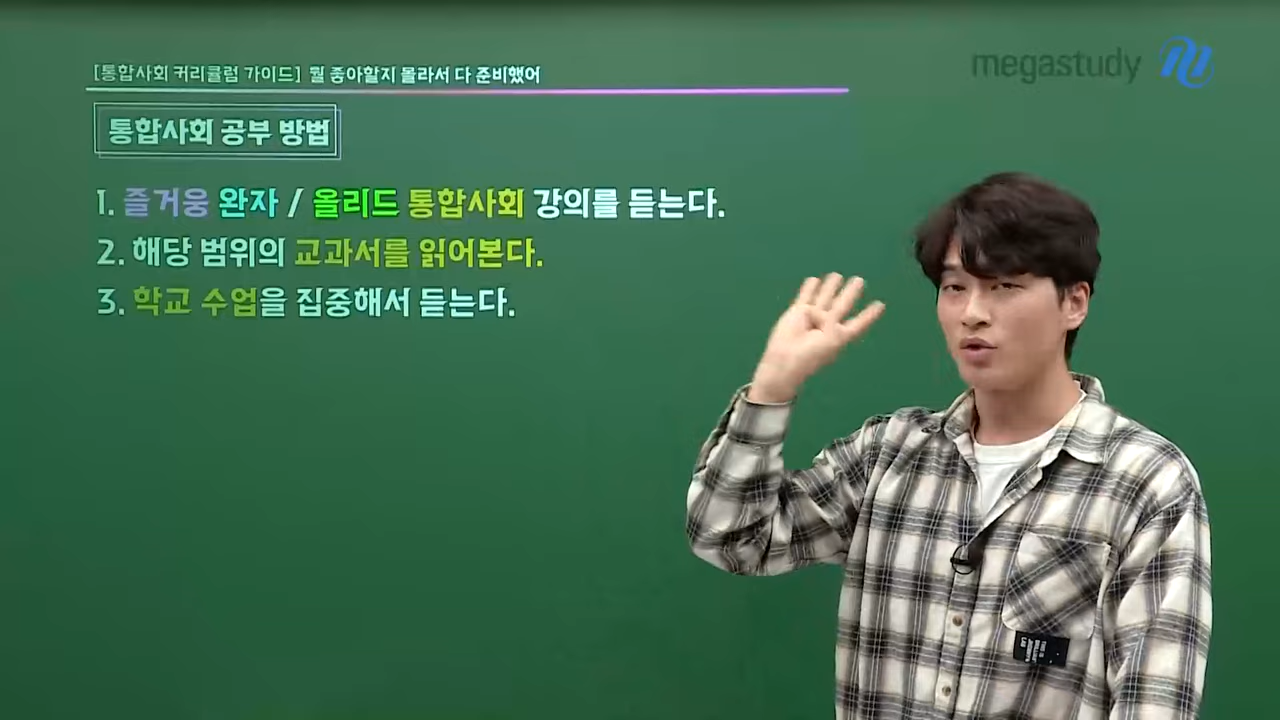 [통합사회 커리큘럼 가이드] 뭘 좋아할지 몰라서 다 준비했어
megastudy
통합사회 공부 방법
1. 즐거웅 완자 / 올리드 통합사회 강의를 듣는다.
2. 해당 범위의 교과서를 읽어본다.
3. 학교 수업을 집중해서 듣는다.